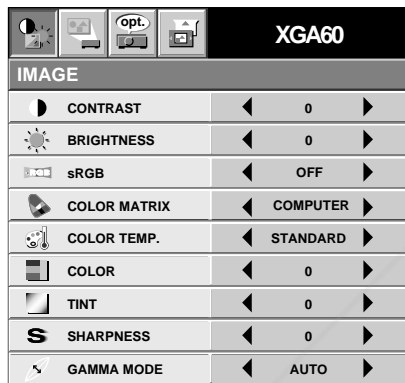 opt.
XGA60
IMAGE
CONTRAST 0
BRIGHTNESS 0
sRGB OFF
COLOR MATRIX COMPUTER
COLOR TEMP. STANDARD
COLOR 0
TINT 0
S SHARPNESS 0
GAMMA MODE AUTO